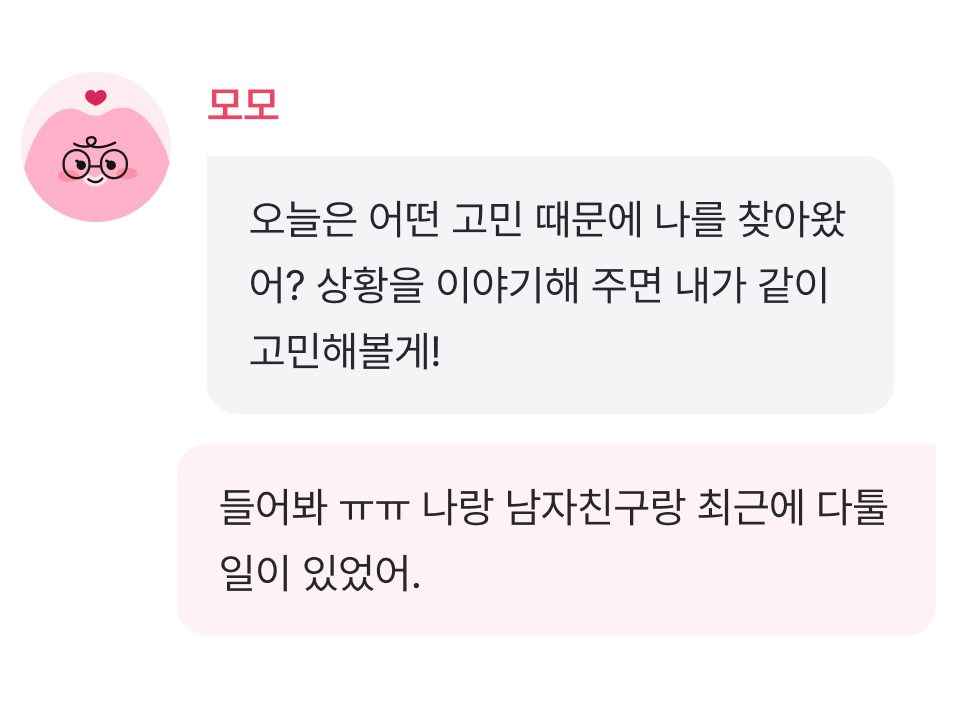 모모
오늘은 어떤 고민 때문에 나를 찾아왔
어? 상황을 이야기해 주면 내가 같이
고민해볼게!
들어봐 ㅠㅠ 나랑 남자친구랑 최근에 다툴
일이 있었어.